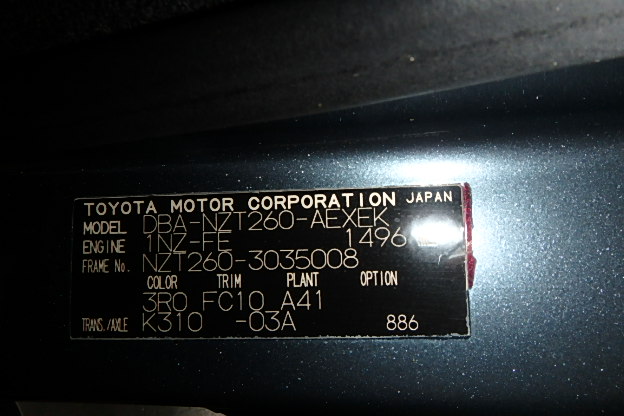 TOYOTA MOTOR CORPORATION JAPAN
MODEL DBA-NZT260-AEXEK
ENGINE 1NZ-FE 1496
FRAME No. NZT260-3035008
COLOR TRIM PLANT OPTION
3R0 FC10 A41
TRANS./AXLE K310 -03A 886